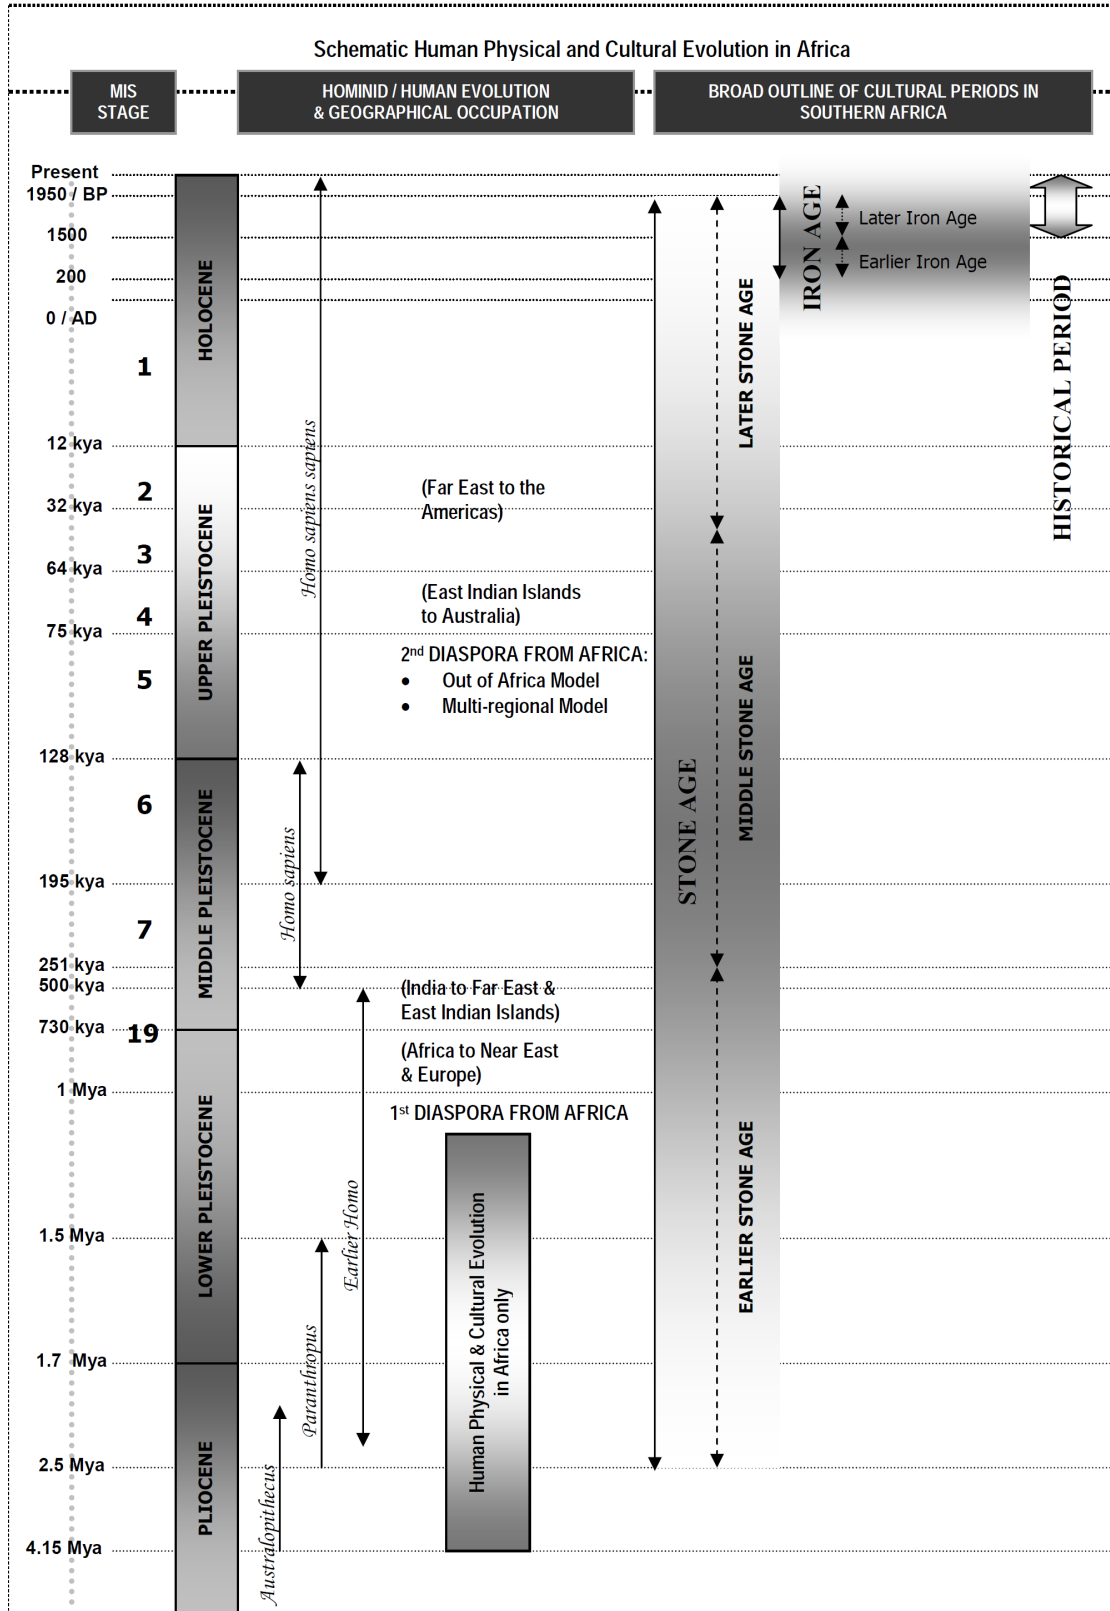 Schematic Human Physical and Cultural Evolution in Africa
MIS
STAGE
HOMINID / HUMAN EVOLUTION
& GEOGRAPHICAL OCCUPATION
BROAD OUTLINE OF CULTURAL PERIODS IN
SOUTHERN AFRICA
Present
1950 / BP
1500
200
0 / AD
12 kya
32 kya
64 kya
75 kya
128 kya
195 kya
251 kya
500 kya
730 kya
1 Mya
1.5 Mya
1.7 Mya
2.5 Mya
4.15 Mya
1
2
3
4
5
6
7
19
HOLOCENE
UPPER PLEISTOCENE
MIDDLE PLEISTOCENE
LOWER PLEISTOCENE
PLIOCENE
Homo sapiens sapiens
Homo sapiens
Earlier Homo
Paranthropus
Australopithecus
(Far East to the
Americas)
(East Indian Islands
to Australia)
2nd DIASPORA FROM AFRICA:
• Out of Africa Model
• Multi-regional Model
(India to Far East &
East Indian Islands)
(Africa to Near East
& Europe)
1st DIASPORA FROM AFRICA
Human Physical & Cultural Evolution
in Africa only
STONE AGE
LATER STONE AGE
MIDDLE STONE AGE
EARLIER STONE AGE
IRON AGE
Later Iron Age
Earlier Iron Age
HISTORICAL PERIOD